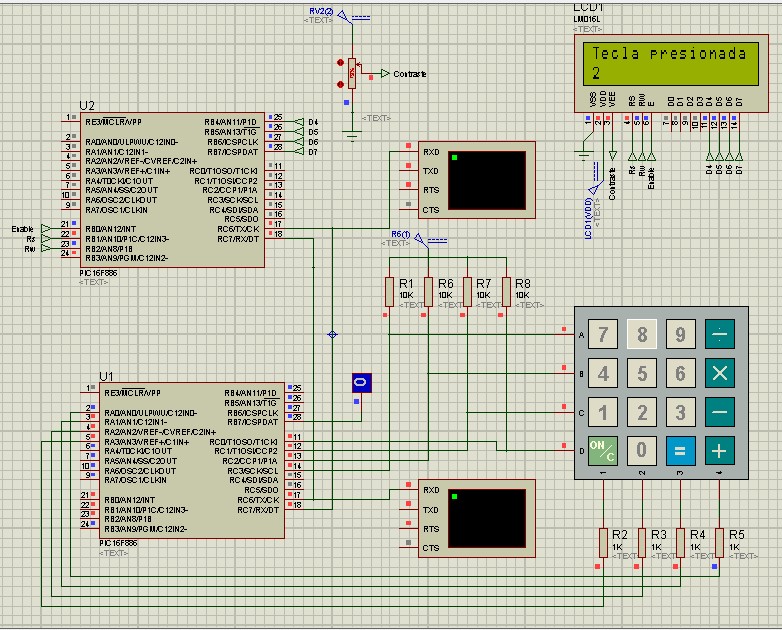 RV2(2)
<TEXT>
Contraste
<TEXT>
LCD1
LM016L
<TEXT>
Tecla presionada
2
VSS
VDD
VEE
RS
RW
E
D0
D1
D2
D3
D4
D5
D6
D7
1
2
3
4
5
6
7
8
9
10
11
12
13
14
Contraste
Rs
Rw
Enable
D4
D5
D6
D7
LCD1(VDD)
<TEXT>
U2
1 RE3/MCLR/VPP
2 RA0/AN0/ULPWU/C12IN0-
3 RA1/AN1/C12IN1-
4 RA2/AN2/VREF-/CVREF/C2IN+
5 RA3/AN3/VREF+/C1IN+
6 RA4/T0CKI/C1OUT
7 RA5/AN4/SS/C2OUT
10 RA6/OSC2/CLKOUT
9 RA7/OSC1/CLKIN
Enable 21 RB0/AN12/INT
Rs 22 RB1/AN10/P1C/C12IN3-
Rw 23 RB2/AN8/P1B
24 RB3/AN9/PGM/C12IN2-
RB4/AN11/P1D 25 D4
RB5/AN13/T1G 26 D5
RB6/ICSPCLK 27 D6
RB7/ICSPDAT 28 D7
RC0/T1OSO/T1CKI 11
RC1/T1OSI/CCP2 12
RC2/CCP1/P1A 13
RC3/SCK/SCL 14
RC4/SDI/SDA 15
RC5/SDO 16
RC6/TX/CK 17
RC7/RX/DT 18
PIC16F886
<TEXT>
RXD
TXD
RTS
CTS
R6(1)
<TEXT>
R1
10K
<TEXT>
R6
10K
<TEXT>
R7
10K
<TEXT>
R8
10K
<TEXT>
U1
1 RE3/MCLR/VPP
2 RA0/AN0/ULPWU/C12IN0-
3 RA1/AN1/C12IN1-
4 RA2/AN2/VREF-/CVREF/C2IN+
5 RA3/AN3/VREF+/C1IN+
6 RA4/T0CKI/C1OUT
7 RA5/AN4/SS/C2OUT
10 RA6/OSC2/CLKOUT
9 RA7/OSC1/CLKIN
21 RB0/AN12/INT
22 RB1/AN10/P1C/C12IN3-
23 RB2/AN8/P1B
24 RB3/AN9/PGM/C12IN2-
RB4/AN11/P1D 25
RB5/AN13/T1G 26
RB6/ICSPCLK 27
RB7/ICSPDAT 28
RC0/T1OSO/T1CKI 11
RC1/T1OSI/CCP2 12
RC2/CCP1/P1A 13
RC3/SCK/SCL 14
RC4/SDI/SDA 15
RC5/SDO 16
RC6/TX/CK 17
RC7/RX/DT 18
PIC16F886
<TEXT>
0
RXD
TXD
RTS
CTS
A 7 8 9 ÷
B 4 5 6 ×
C 1 2 3 −
D ON/C 0 = +
1 2 3 4
R2
1K
<TEXT>
R3
1K
<TEXT>
R4
1K
<TEXT>
R5
1K
<TEXT>